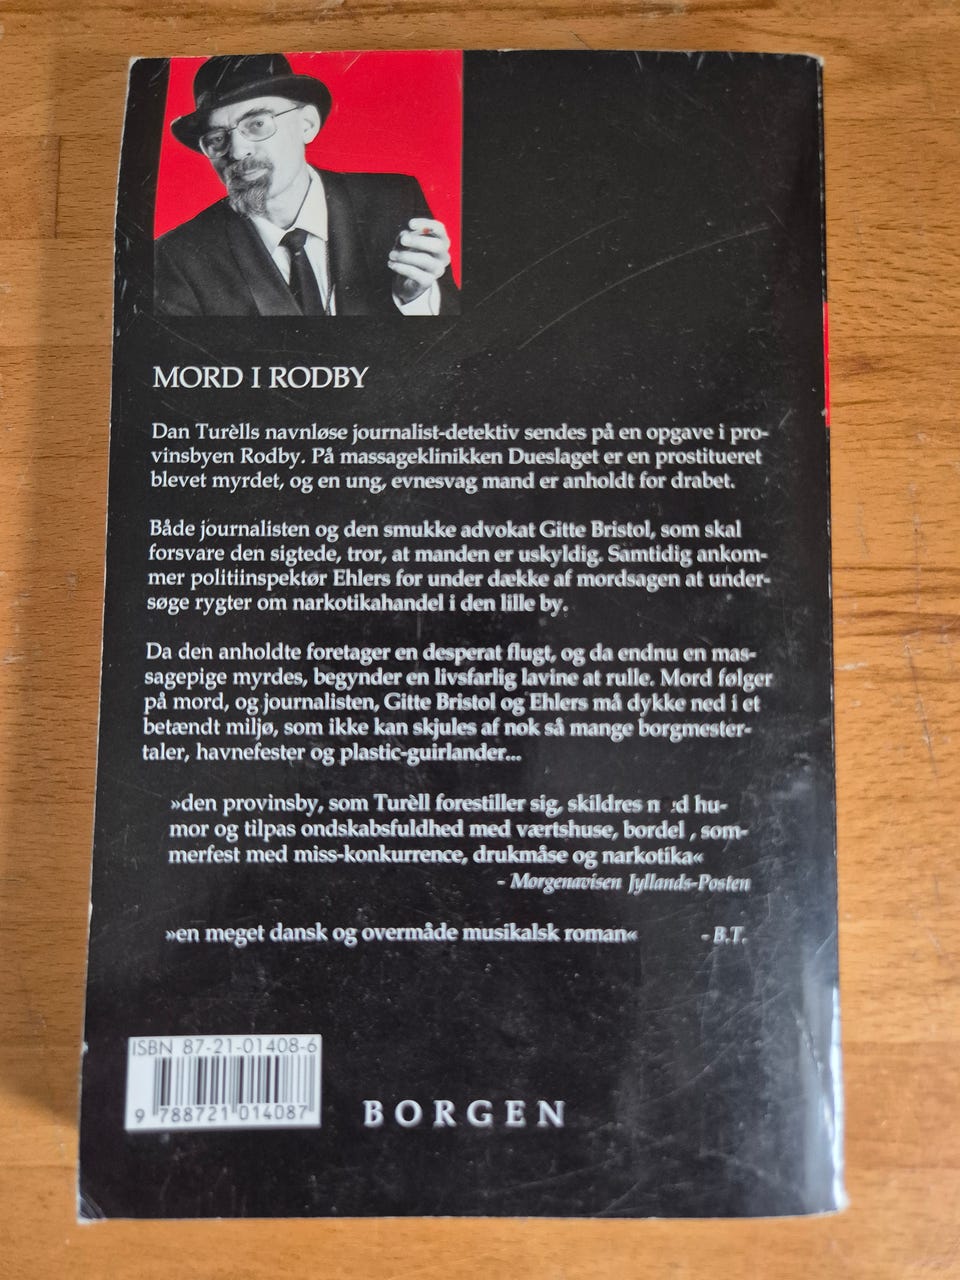 MORD I RODBY
Dan Turèlls navnløse journalist-detektiv sendes på en opgave i pro-
vinsbyen Rodby. På massageklinikken Dueslaget er en prostitueret
blevet myrdet, og en ung, evnesvag mand er anholdt for drabet.
Både journalisten og den smukke advokat Gitte Bristol, som skal
forsvare den sigtede, tror, at manden er uskyldig. Samtidig ankom-
mer politiinspektør Ehlers for under dække af mordsagen at under-
søge rygter om narkotikahandel i den lille by.
Da den anholdte foretager en desperat flugt, og da endnu en mas-
sagepige myrdes, begynder en livsfarlig lavine at rulle. Mord følger
på mord, og journalisten, Gitte Bristol og Ehlers må dykke ned i et
betændt miljø, som ikke kan skjules af nok så mange borgmester-
taler, havnefester og plastic-guirlander...
»den provinsby, som Turèll forestiller sig, skildres med hu-
mor og tilpas ondskabsfuldhed med værtshuse, bordel, som-
merfest med miss-konkurrence, drukmåse og narkotika«
- Morgenavisen Jyllands-Posten
»en meget dansk og overmåde musikalsk roman« - B.T.
ISBN 87-21-01408-6
9 788721 014087
BORGEN